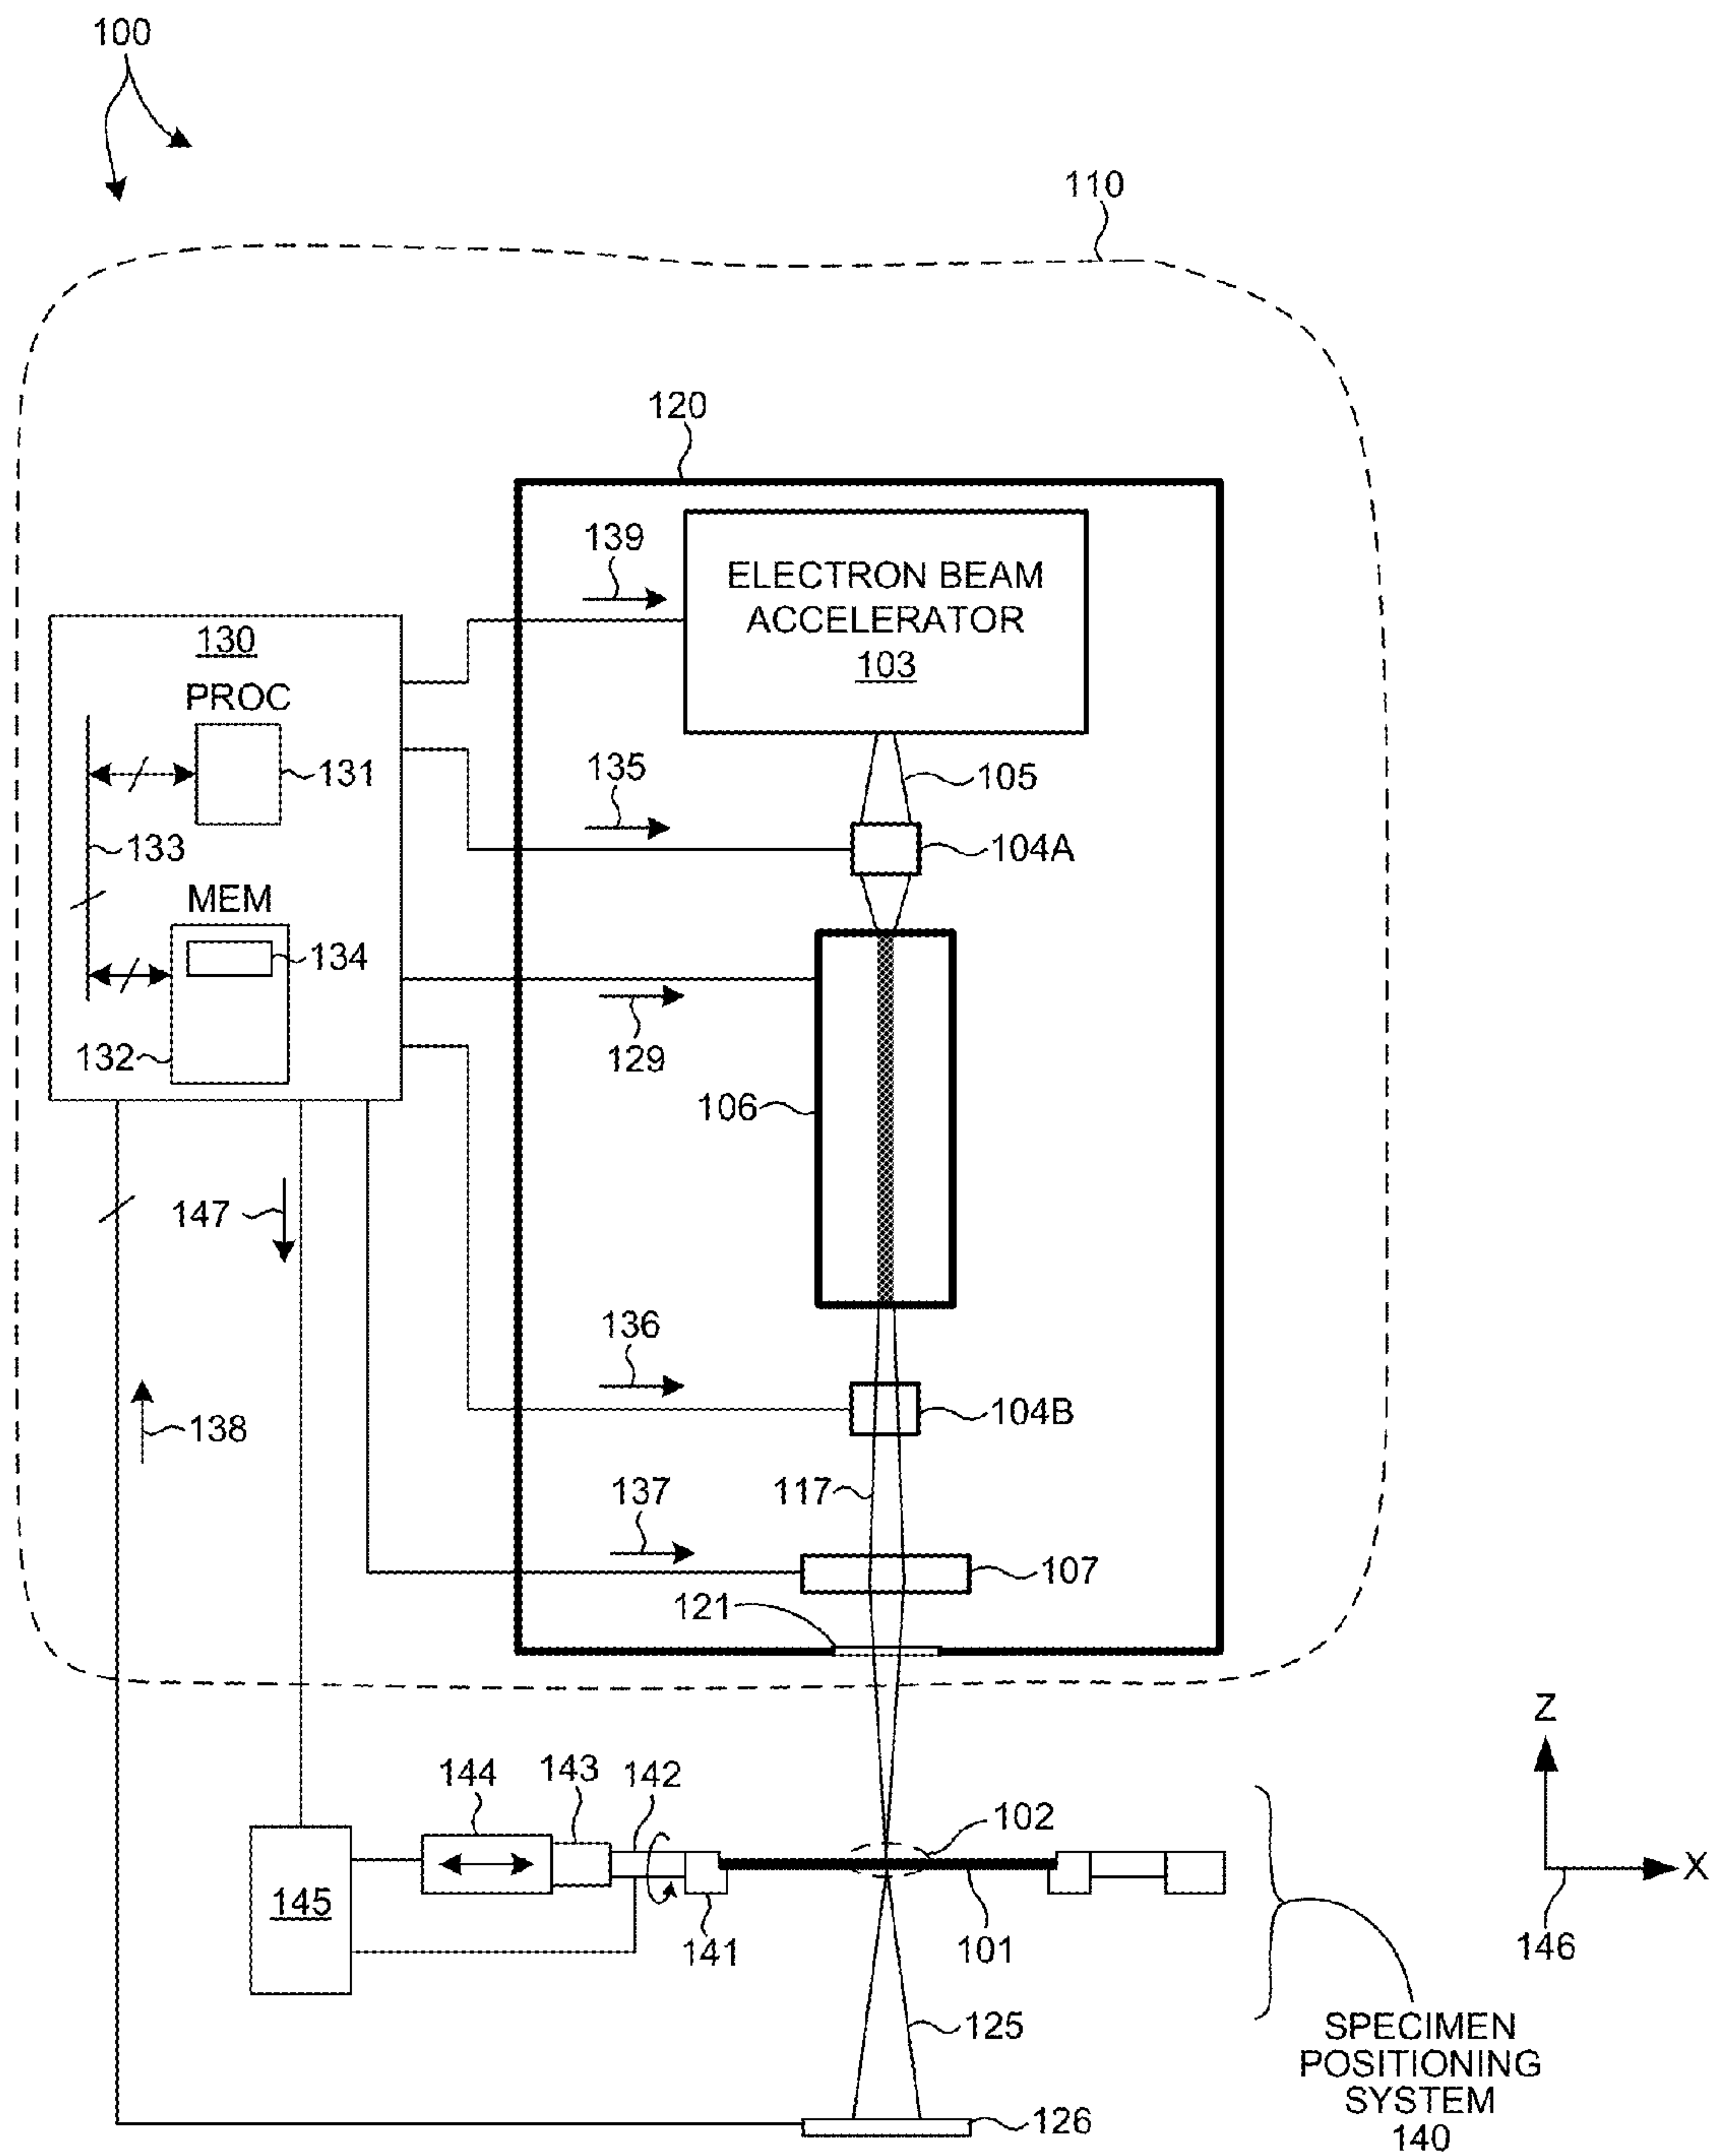 100
110
120
139
ELECTRON BEAM
ACCELERATOR
103
130
PROC
131
135
105
133
104A
MEM
134
132
129
106
147
136
138
104B
137
117
107
121
Z
144
143
142
102
X
145
141
101
146
125
SPECIMEN
POSITIONING
SYSTEM
140
126